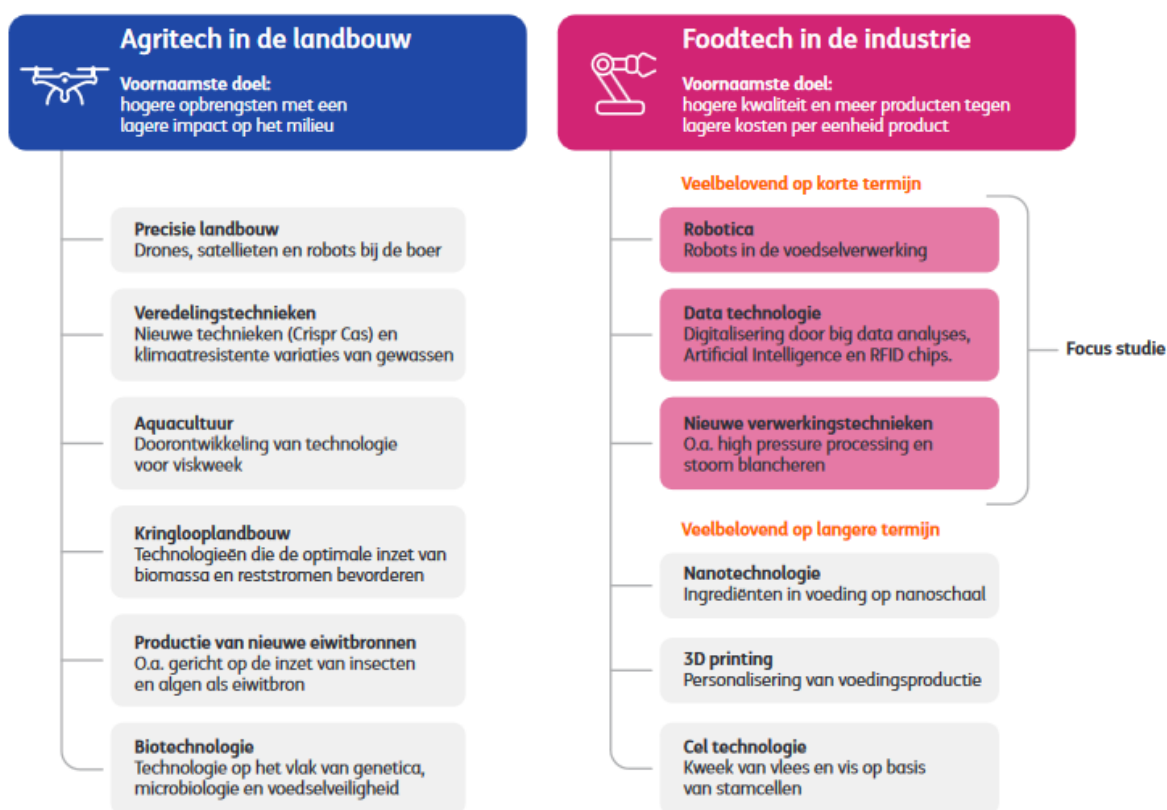 Agritech in de landbouw
Voornaamste doel:
hogere opbrengsten met een
lagere impact op het milieu
Precisie landbouw
Drones, satellieten en robots bij de boer
Veredelingstechnieken
Nieuwe technieken (Crispr Cas) en
klimaatresistente variaties van gewassen
Aquacultuur
Doorontwikkeling van technologie
voor viskweek
Kringlooplandbouw
Technologieën die de optimale inzet van
biomassa en reststromen bevorderen
Productie van nieuwe eiwitbronnen
O.a. gericht op de inzet van insecten
en algen als eiwitbron
Biotechnologie
Technologie op het vlak van genetica,
microbiologie en voedselveiligheid
Foodtech in de industrie
Voornaamste doel:
hogere kwaliteit en meer producten tegen
lagere kosten per eenheid product
Veelbelovend op korte termijn
Robotica
Robots in de voedselverwerking
Data technologie
Digitalisering door big data analyses,
Artificial Intelligence en RFID chips.
Nieuwe verwerkingstechnieken
O.a. high pressure processing en
stoom blancheren
Focus studie
Veelbelovend op langere termijn
Nanotechnologie
Ingrediënten in voeding op nanoschaal
3D printing
Personalisering van voedingsproductie
Cel technologie
Kweek van vlees en vis op basis
van stamcellen